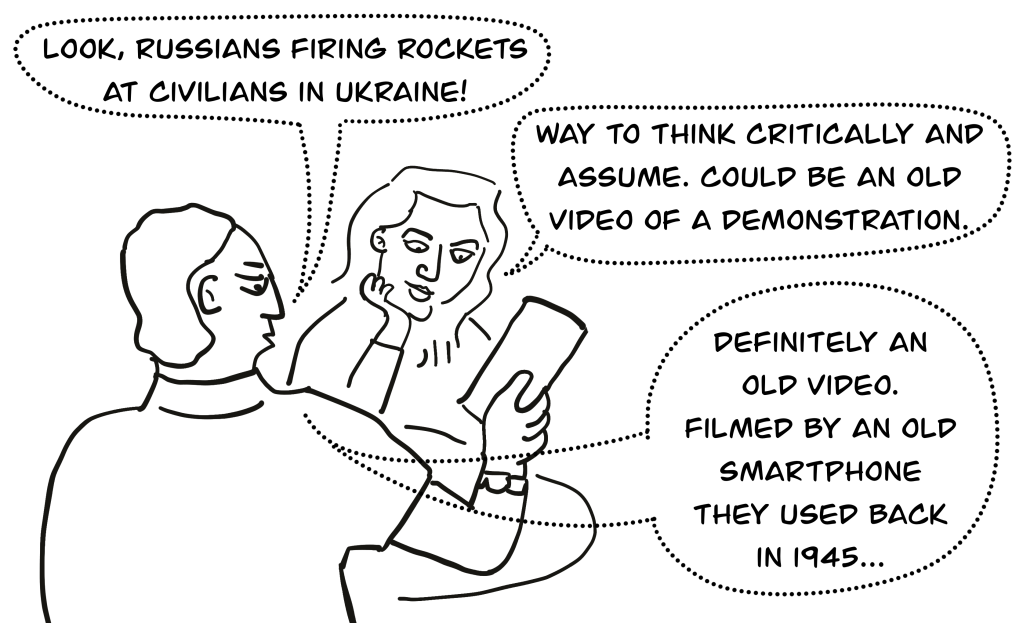 LOOK, RUSSIANS FIRING ROCKETS
AT CIVILIANS IN UKRAINE!
WAY TO THINK CRITICALLY AND
ASSUME. COULD BE AN OLD
VIDEO OF A DEMONSTRATION.
DEFINITELY AN
OLD VIDEO.
FILMED BY AN OLD
SMARTPHONE
THEY USED BACK
IN 1945...